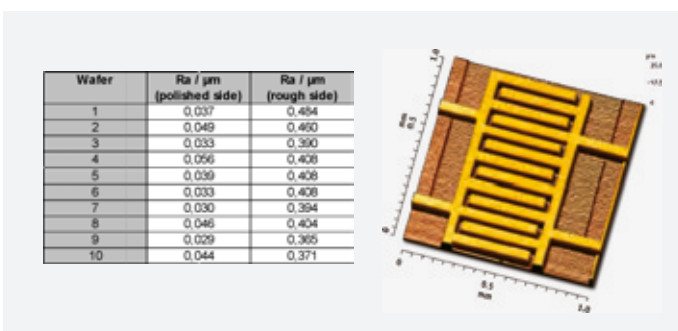 Wafer Ra / µm Ra / µm
(polished side) (rough side)
1 0,037 0,484
2 0,049 0,460
3 0,033 0,390
4 0,056 0,408
5 0,039 0,408
6 0,033 0,408
7 0,030 0,394
8 0,046 0,404
9 0,029 0,365
10 0,044 0,371
1.0
mm
0.5
0
0
0.5
mm
1.0
µm